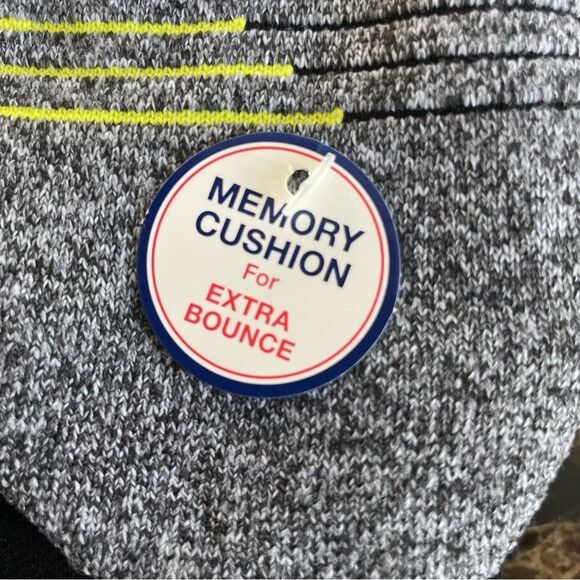 MEMORY
CUSHION
For
EXTRA
BOUNCE